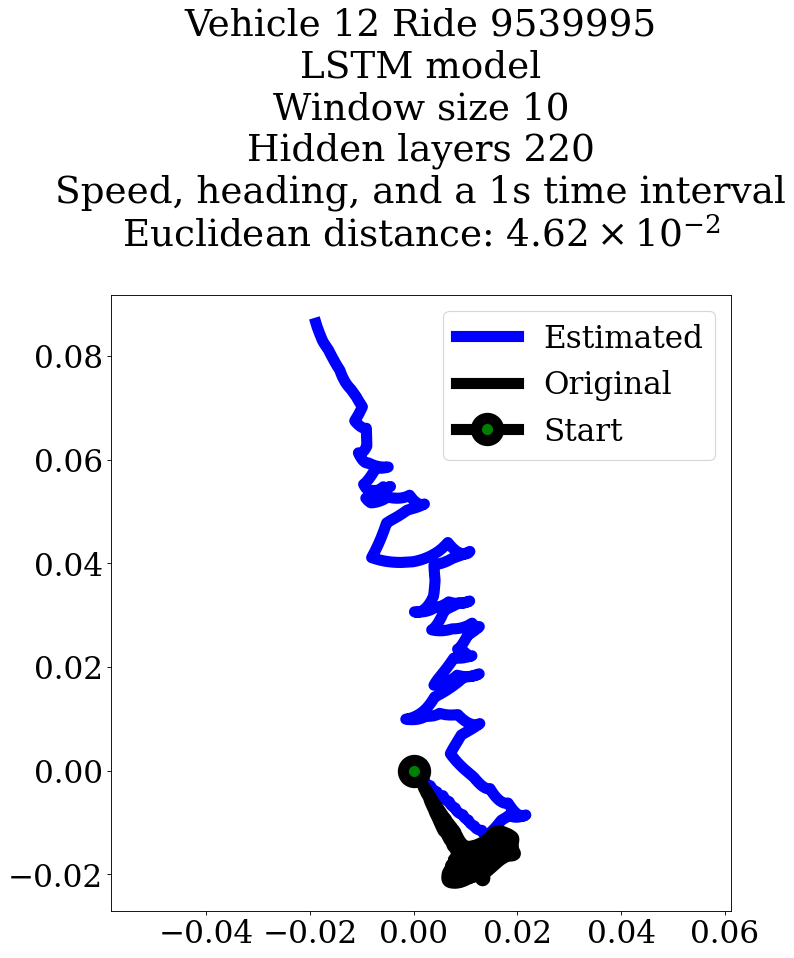 Vehicle 12 Ride 9539995
LSTM model
Window size 10
Hidden layers 220
Speed, heading, and a 1s time interval
Euclidean distance: 4.62 × 10⁻²
Estimated
Original
Start
0.08
0.06
0.04
0.02
0.00
−0.02
−0.04 −0.02 0.00 0.02 0.04 0.06